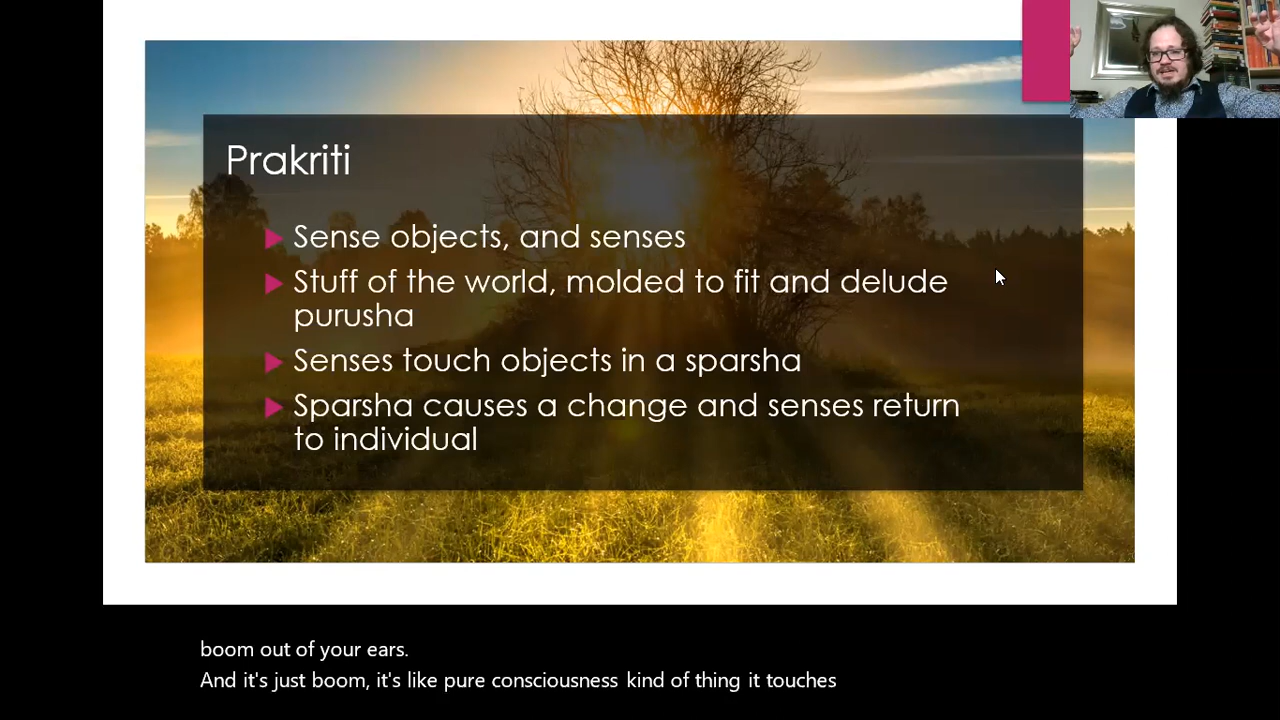 Prakriti
Sense objects, and senses
Stuff of the world, molded to fit and delude
purusha
Senses touch objects in a sparsha
Sparsha causes a change and senses return
to individual
boom out of your ears.
And it's just boom, it's like pure consciousness kind of thing it touches